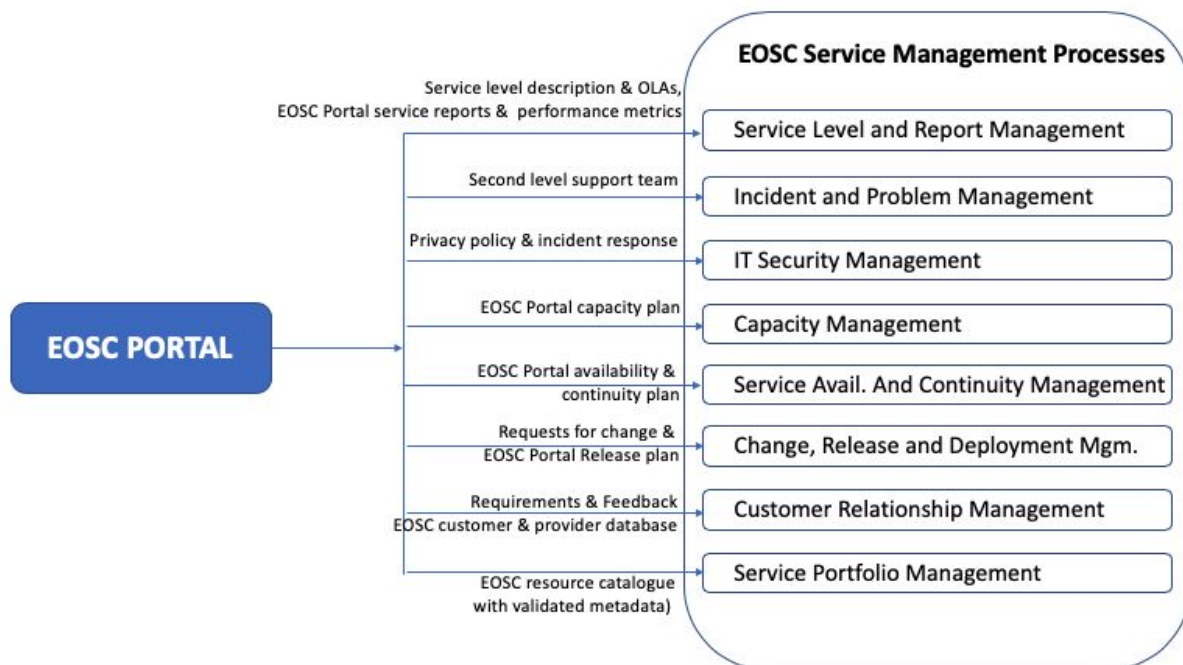 EOSC Service Management Processes
Service level description & OLAs,
EOSC Portal service reports & performance metrics
Service Level and Report Management
Second level support team
Incident and Problem Management
Privacy policy & incident response
IT Security Management
EOSC Portal capacity plan
Capacity Management
EOSC PORTAL
EOSC Portal availability &
continuity plan
Service Avail. And Continuity Management
Requests for change &
EOSC Portal Release plan
Change, Release and Deployment Mgm.
Requirements & Feedback
EOSC customer & provider database
Customer Relationship Management
EOSC resource catalogue
with validated metadata)
Service Portfolio Management